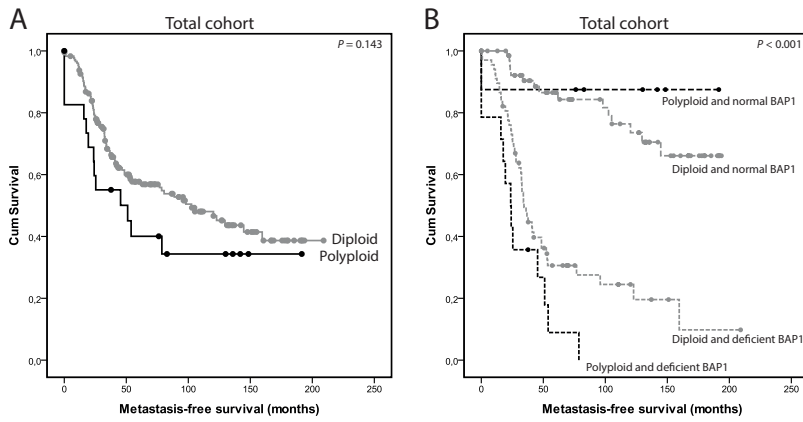 A
Total cohort
P = 0.143
1,0
0,8
0,6
0,4
0,2
0,0
Cum Survival
Diploid
Polyploid
0
50
100
150
200
250
Metastasis-free survival (months)
B
Total cohort
P < 0.001
1,0
0,8
0,6
0,4
0,2
0,0
Cum Survival
Polyploid and normal BAP1
Diploid and normal BAP1
Diploid and deficient BAP1
Polyploid and deficient BAP1
0
50
100
150
200
250
Metastasis-free survival (months)